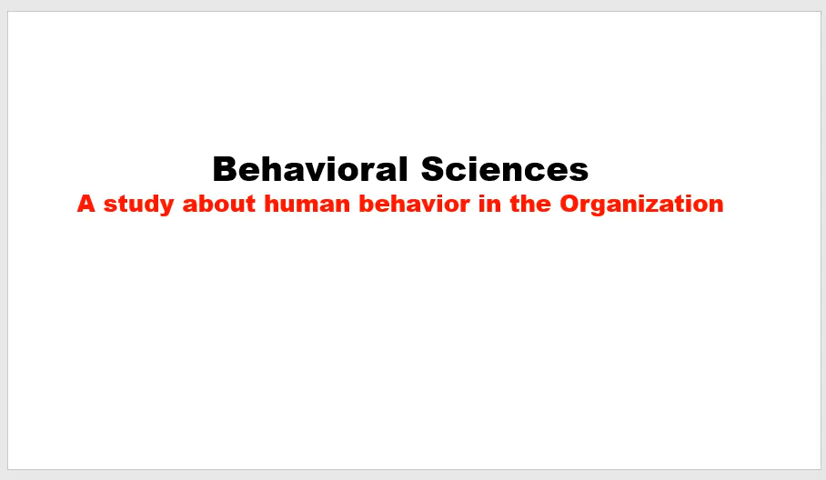 Behavioral Sciences
A study about human behavior in the Organization